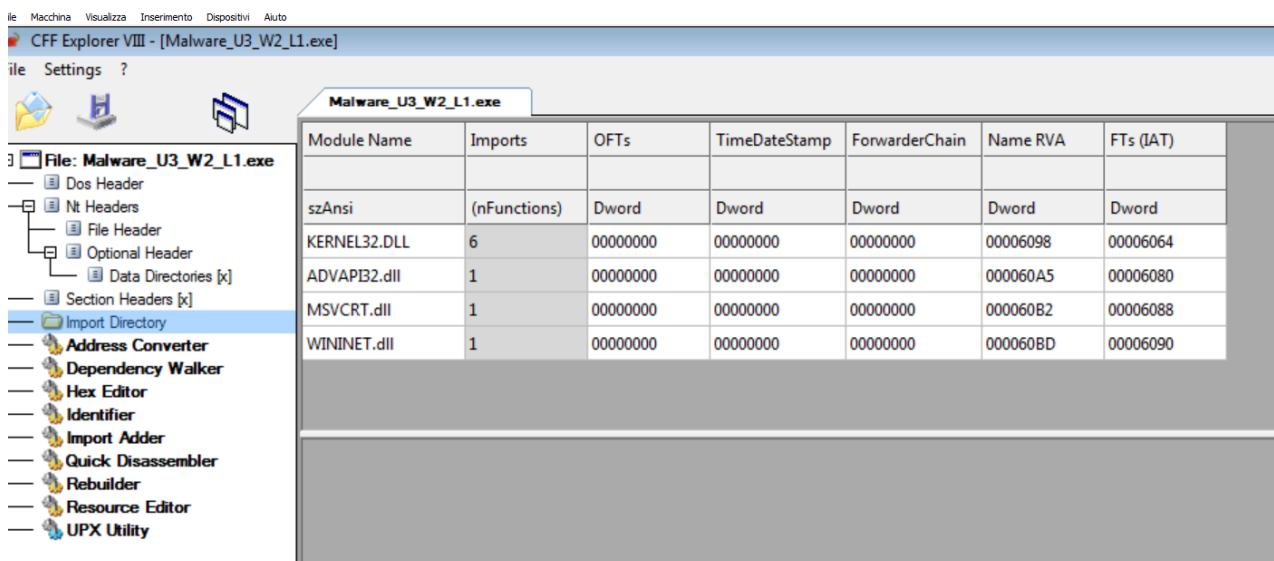 ile Macchina Visualizza Inserimento Dispositivi Aiuto
CFF Explorer VIII - [Malware_U3_W2_L1.exe]
ile Settings ?
Malware_U3_W2_L1.exe
File: Malware_U3_W2_L1.exe
Dos Header
Nt Headers
File Header
Optional Header
Data Directories [x]
Section Headers [x]
Import Directory
Address Converter
Dependency Walker
Hex Editor
Identifier
Import Adder
Quick Disassembler
Rebuilder
Resource Editor
UPX Utility
Module Name Imports OFTs TimeDateStamp ForwarderChain Name RVA FTs (IAT)
szAnsi (nFunctions) Dword Dword Dword Dword Dword
KERNEL32.DLL 6 00000000 00000000 00000000 00006098 00006064
ADVAPI32.dll 1 00000000 00000000 00000000 000060A5 00006080
MSVCRT.dll 1 00000000 00000000 00000000 000060B2 00006088
WININET.dll 1 00000000 00000000 00000000 000060BD 00006090